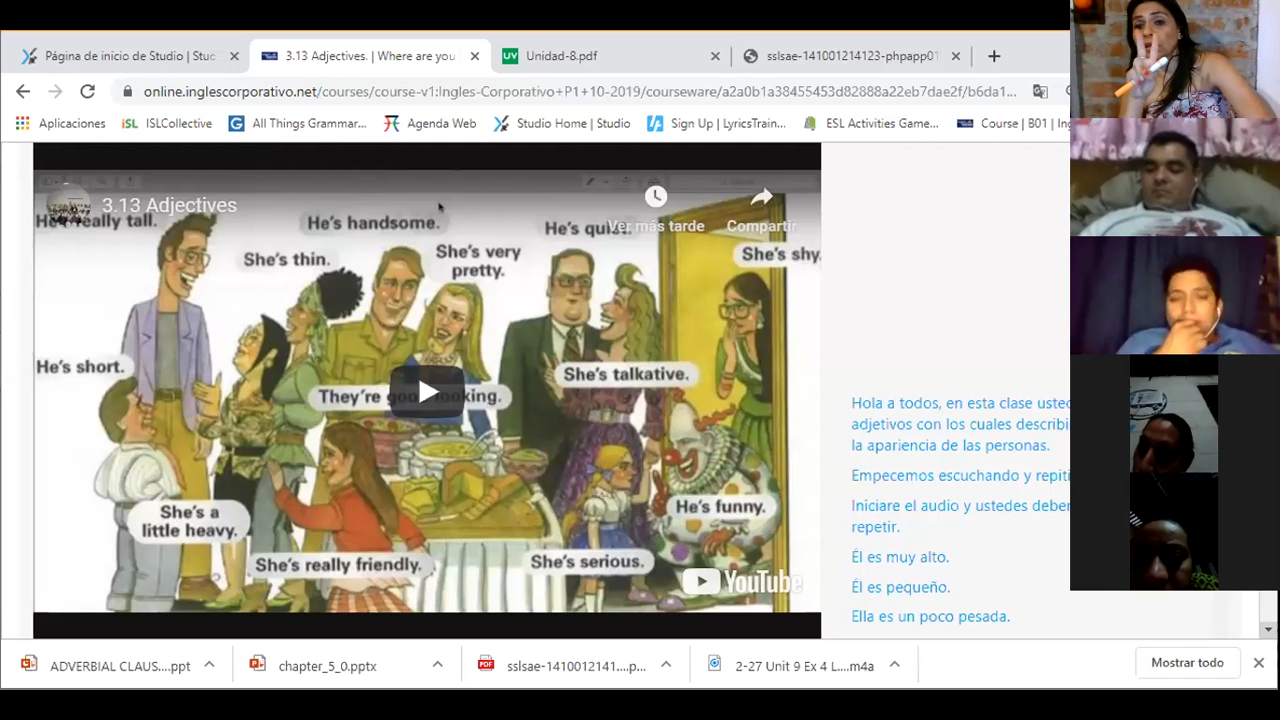 Página de inicio de Studio | Stud
3.13 Adjectives. | Where are you
UV
Unidad-8.pdf
sslsae-141001214123-phpapp01
online.inglescorporativo.net/courses/course-v1:Ingles-Corporativo+P1+10-2019/courseware/a2a0b1a38455453d82888a22eb7dae2f/b6da1...
Aplicaciones
iSL ISLCollective
G All Things Grammar...
Agenda Web
Studio Home | Studio
Sign Up | LyricsTrain...
ESL Activities Game...
Course | B01 | Ing
3.13 Adjectives
Ver más tarde
Compartir
really tall.
He's handsome.
He's quiet.
She's thin.
She's very
pretty.
She's shy.
He's short.
They're good looking.
She's talkative.
She's a
little heavy.
He's funny.
She's really friendly.
She's serious.
YouTube
Hola a todos, en esta clase
adjetivos con los cuales
la apariencia de las personas.
Empecemos escuchando y
Iniciare el audio y ustedes
repetir.
Él es muy alto.
Él es pequeño.
Ella es un poco pesada.
ADVERBIAL CLAUS....ppt
chapter_5_0.pptx
PDF
sslsae-1410012141....p...
2-27 Unit 9 Ex 4 L....m4a
Mostrar todo